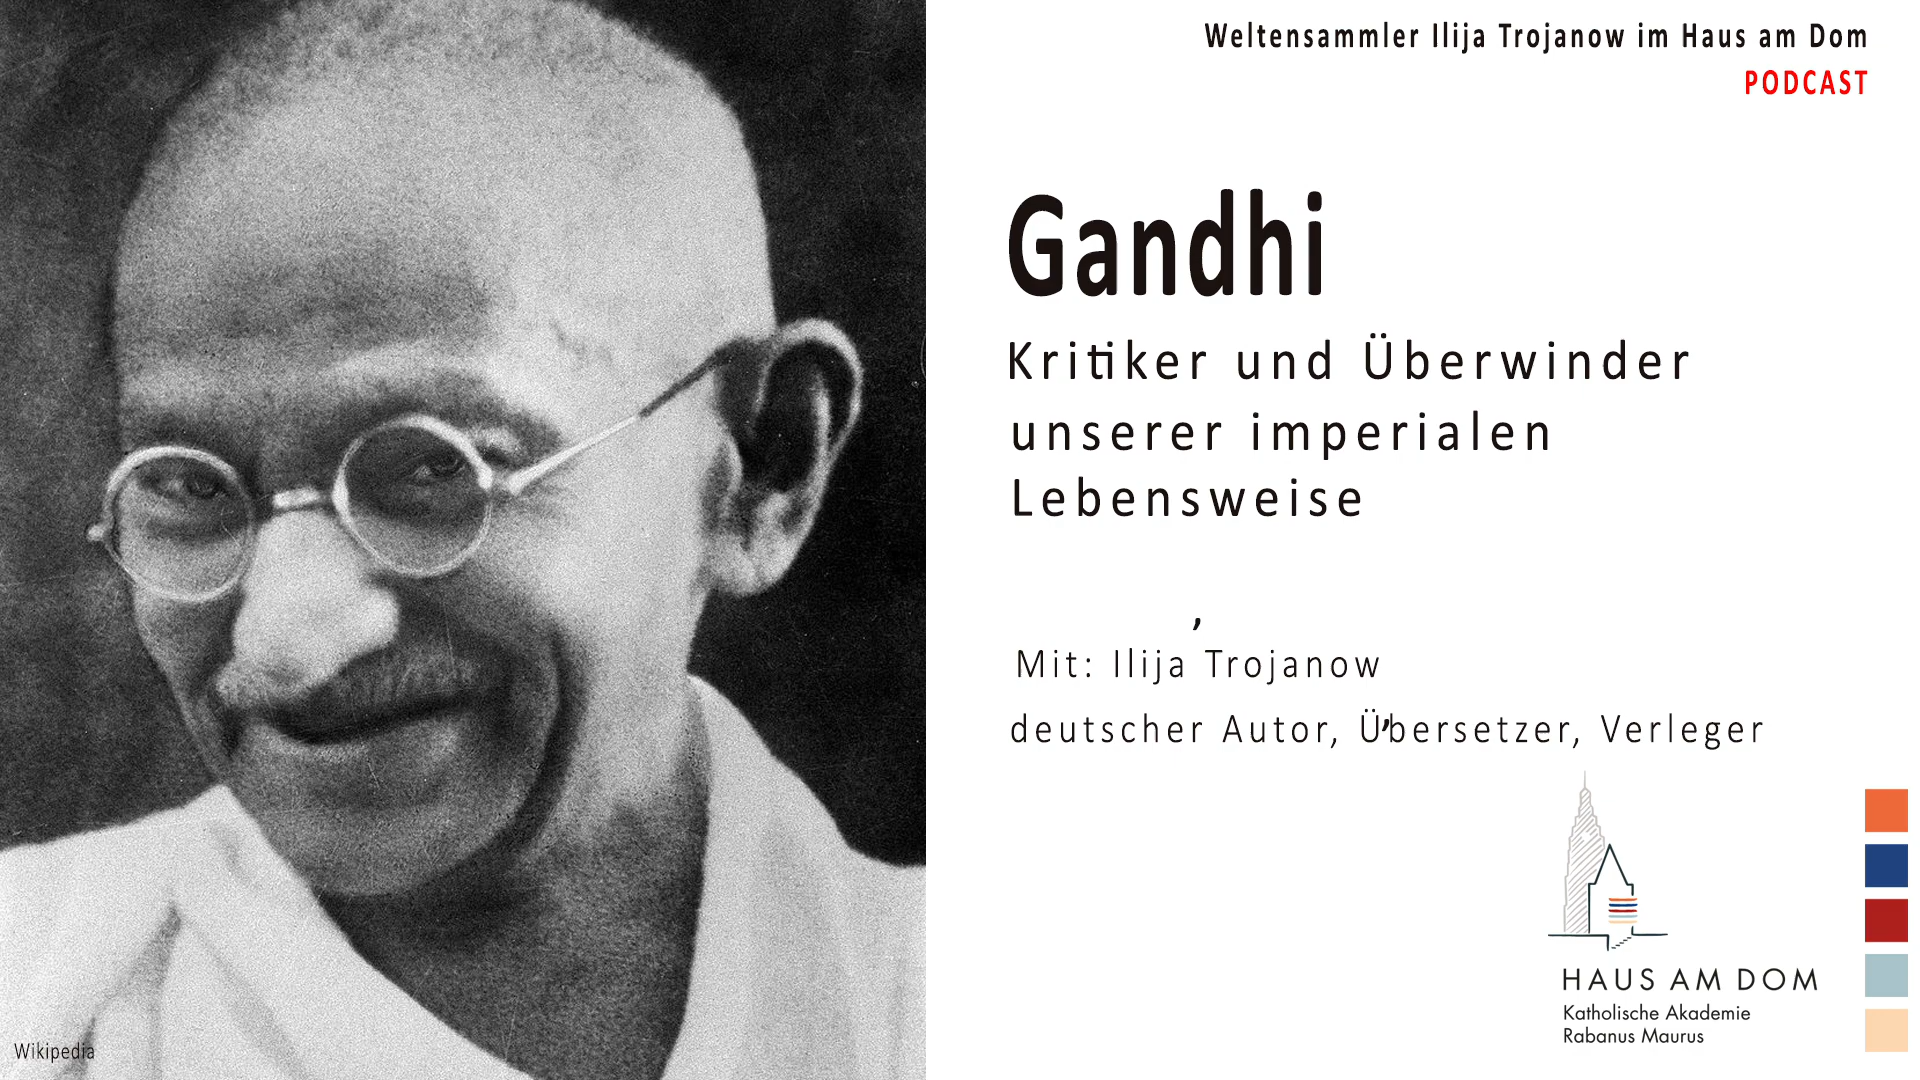 Weltensammler Ilija Trojanow im Haus am Dom
PODCAST
Gandhi
Kritiker und Überwinder
unserer imperialen
Lebensweise
,
Mit: Ilija Trojanow
deutscher Autor, Ü,bersetzer, Verleger
HAUS AM DOM
Katholische Akademie
Rabanus Maurus
Wikipedia